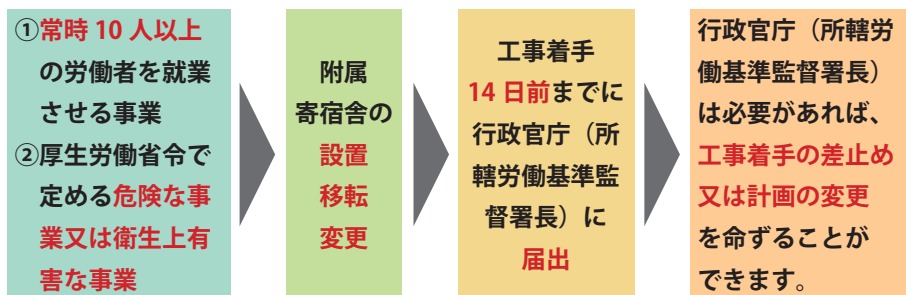 ①常時 10 人以上
の労働者を就業
させる事業
②厚生労働省令で
定める危険な事
業又は衛生上有
害な事業
附属
寄宿舎の
設置
移転
変更
工事着手
14 日前までに
行政官庁（所
轄労働基準監
督署長）に
届出
行政官庁（所轄労
働基準監督署長）
は必要があれば、
工事着手の差止め
又は計画の変更
を命ずることが
できます。